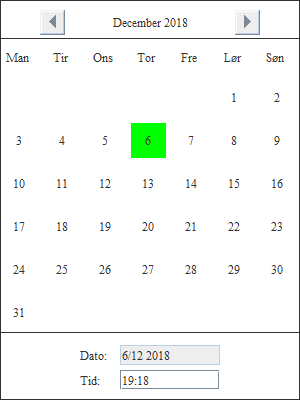 December 2018
Man Tir Ons Tor Fre Lør Søn
1 2
3 4 5 6 7 8 9
10 11 12 13 14 15 16
17 18 19 20 21 22 23
24 25 26 27 28 29 30
31
Dato: 6/12 2018
Tid: 19:18